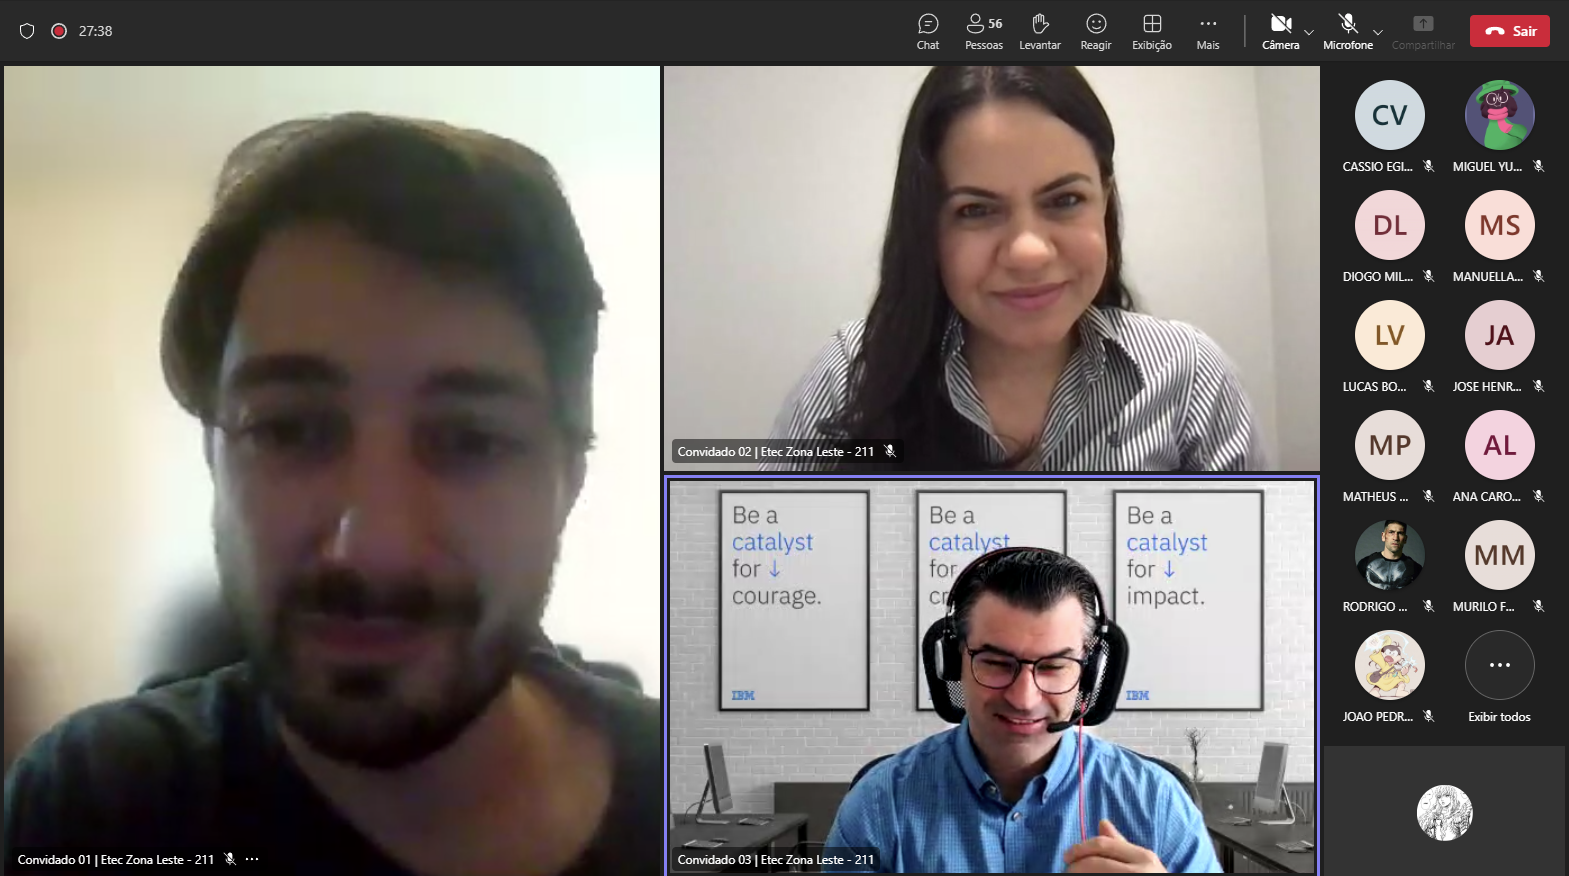 27:38
Chat
56
Pessoas
Levantar
Reagir
Exibição
Mais
Câmera
Microfone
Compartilhar
Sair
Convidado 01 | Etec Zona Leste - 211
Convidado 02 | Etec Zona Leste - 211
Be a
catalyst
for ↓
courage.
IBM
Be a
catalyst
for
Be a
catalyst
for ↓
impact.
IBM
Convidado 03 | Etec Zona Leste - 211
CV
CASSIO EGI...
MIGUEL YU...
DL
DIOGO MIL...
MS
MANUELLA...
LV
LUCAS BO...
JA
JOSE HENR...
MP
MATHEUS ...
AL
ANA CARO...
RODRIGO ...
MM
MURILO F...
JOAO PEDR...
Exibir todos